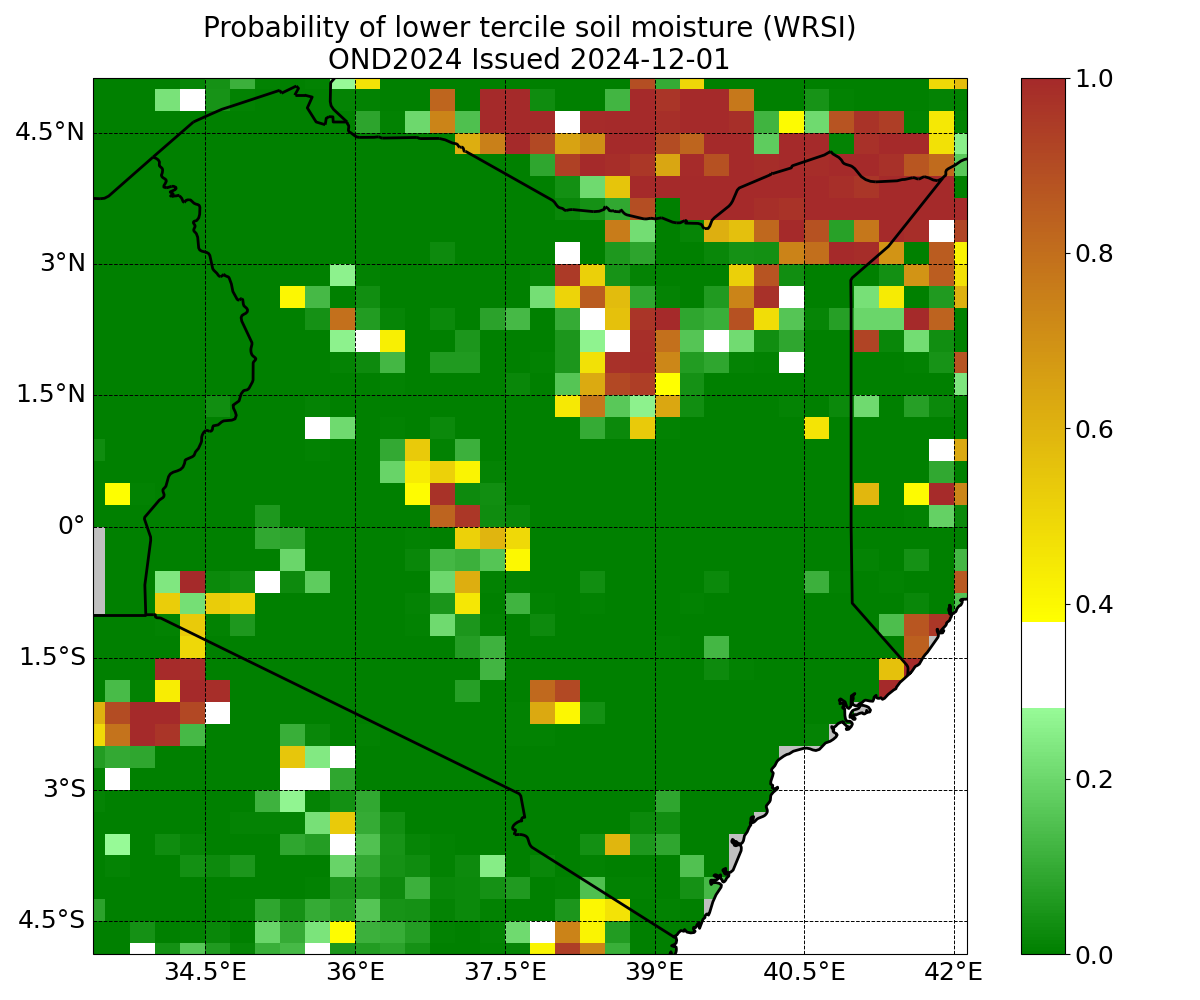 Probability of lower tercile soil moisture (WRSI)
OND2024 Issued 2024-12-01
4.5°N
3°N
1.5°N
0°
1.5°S
3°S
4.5°S
34.5°E 36°E 37.5°E 39°E 40.5°E 42°E
1.0
0.8
0.6
0.4
0.2
0.0